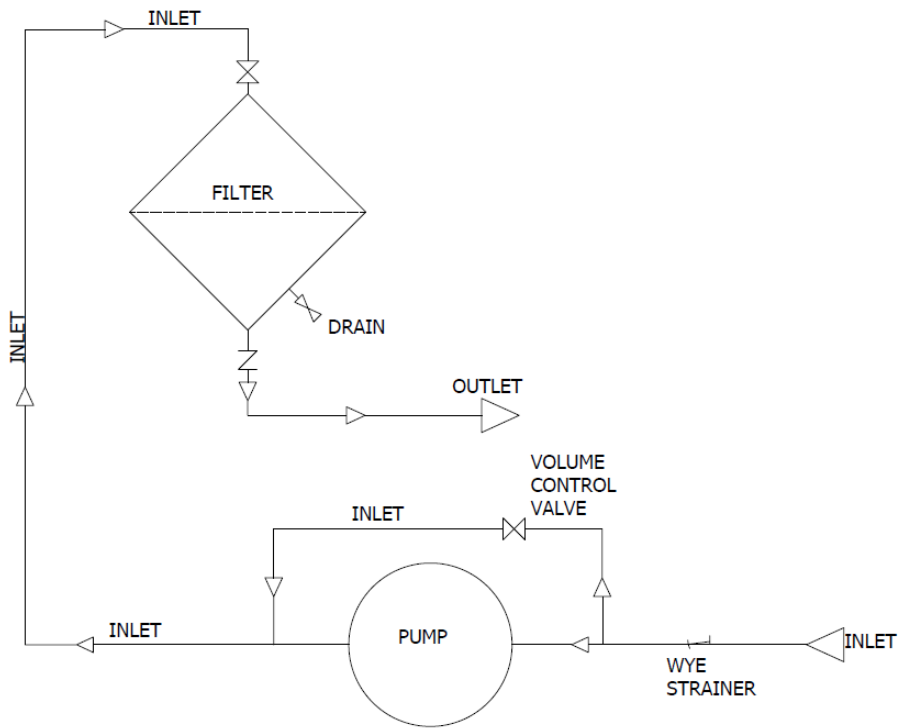 INLET
FILTER
INLET
DRAIN
OUTLET
VOLUME
CONTROL
VALVE
INLET
INLET
PUMP
INLET
WYE
STRAINER